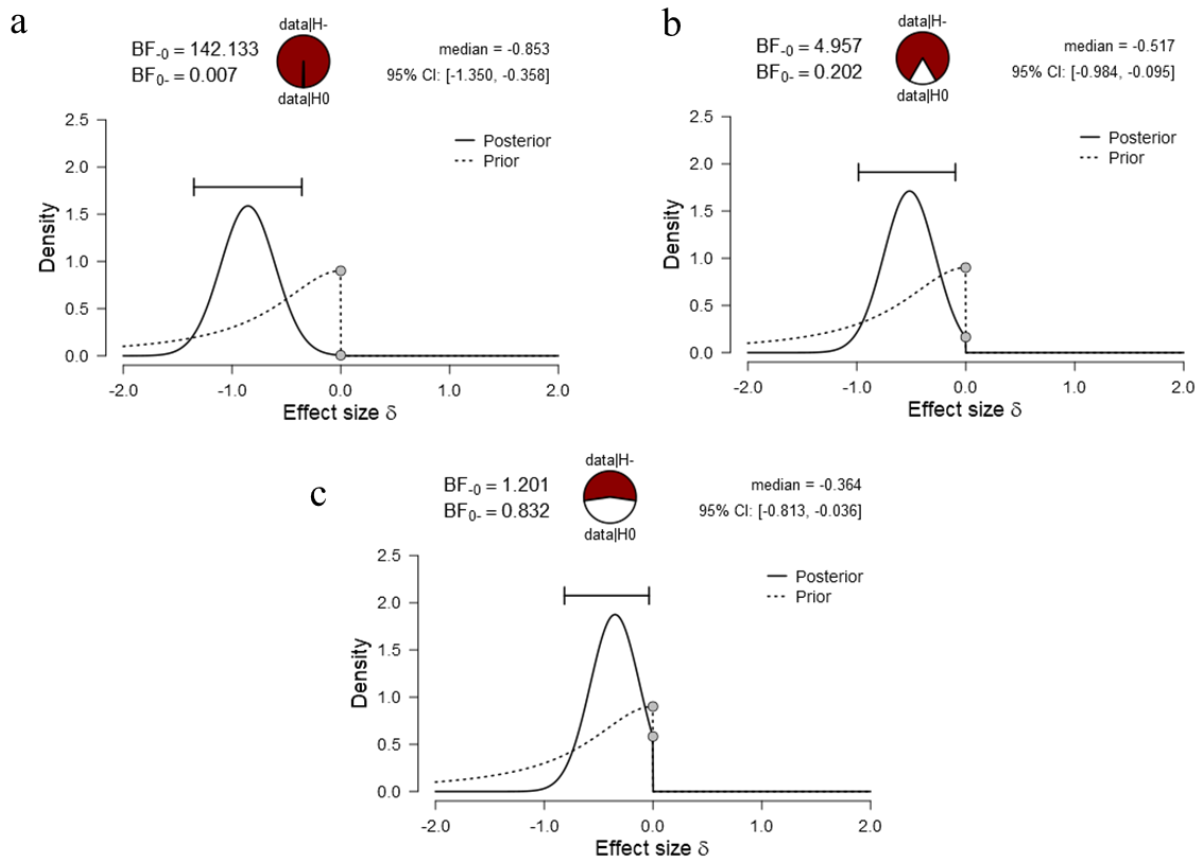 a
data|H-
BF-0 = 142.133
BF0- = 0.007
data|H0
median = -0.853
95% CI: [-1.350, -0.358]
2.5
2.0
1.5
1.0
0.5
0.0
Density
Posterior
Prior
-2.0 -1.0 0.0 1.0 2.0
Effect size δ
b
data|H-
BF-0 = 4.957
BF0- = 0.202
data|H0
median = -0.517
95% CI: [-0.984, -0.095]
2.5
2.0
1.5
1.0
0.5
0.0
Density
Posterior
Prior
-2.0 -1.0 0.0 1.0 2.0
Effect size δ
c
data|H-
BF-0 = 1.201
BF0- = 0.832
data|H0
median = -0.364
95% CI: [-0.813, -0.036]
2.5
2.0
1.5
1.0
0.5
0.0
Density
Posterior
Prior
-2.0 -1.0 0.0 1.0 2.0
Effect size δ